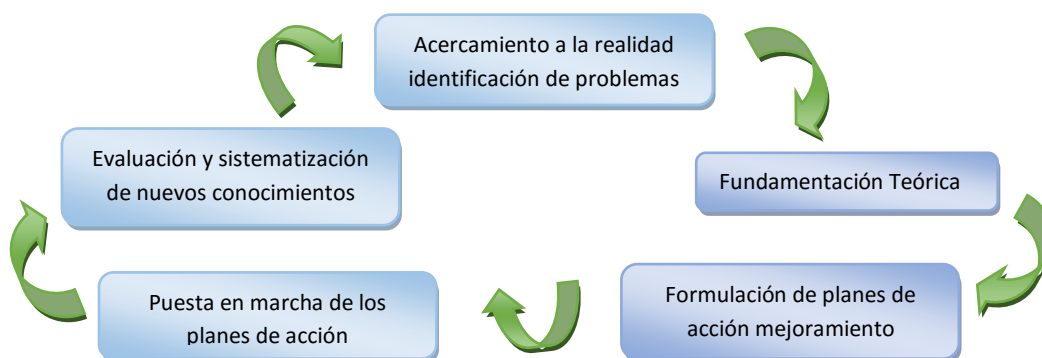 Acercamiento a la realidad
identificación de problemas
Fundamentación Teórica
Formulación de planes de
acción mejoramiento
Puesta en marcha de los
planes de acción
Evaluación y sistematización
de nuevos conocimientos